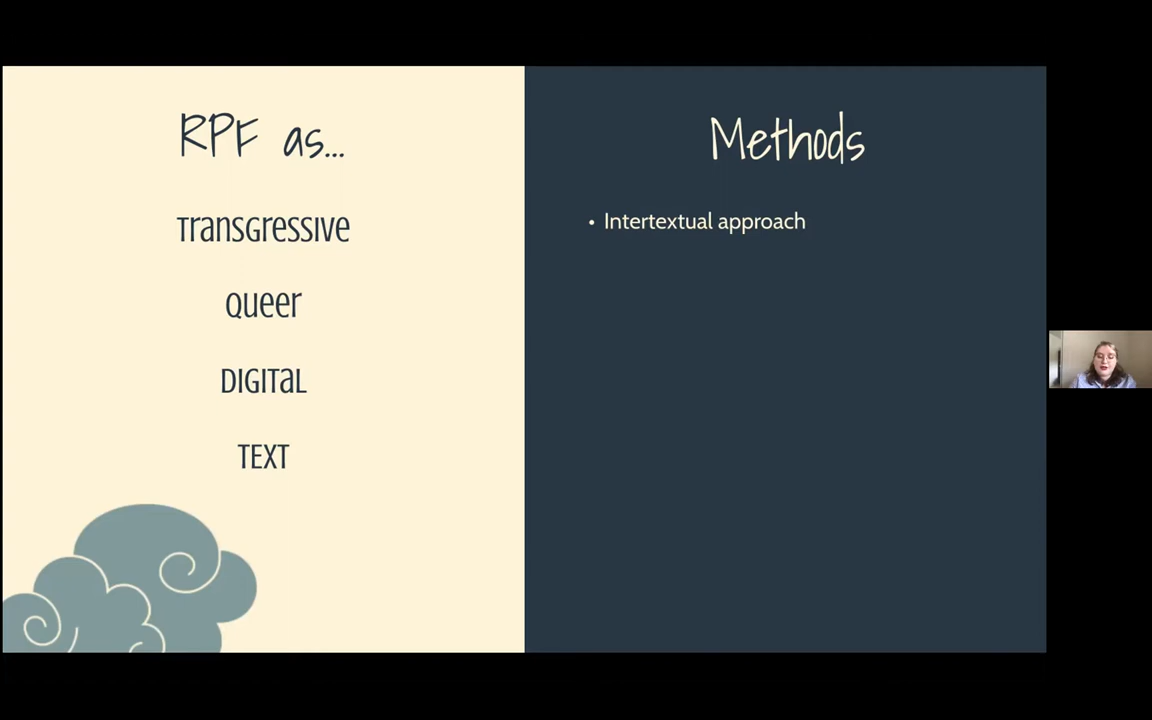 RPF as...
Transgressive
Queer
Digital
Text
Methods
• Intertextual approach